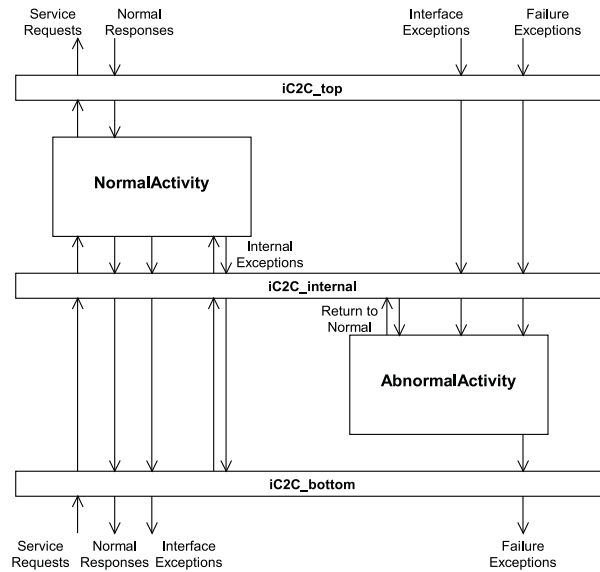 Service
Requests
Normal
Responses
Interface
Exceptions
Failure
Exceptions
iC2C_top
NormalActivity
Internal
Exceptions
iC2C_internal
Return to
Normal
AbnormalActivity
iC2C_bottom
Service
Requests
Normal
Responses
Interface
Exceptions
Failure
Exceptions